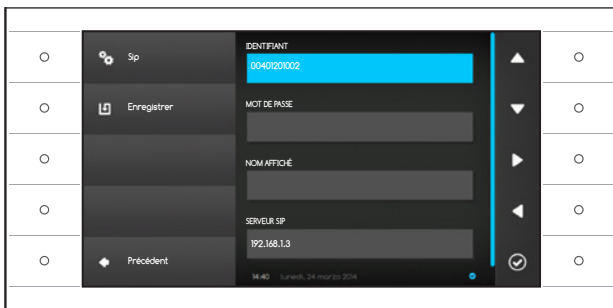 Sip
Enregistrer
Précédent
IDENTIFIANT
00401201002
MOT DE PASSE
NOM AFFICHÉ
SERVEUR SIP
192.168.1.3
14:40 lunedì, 24 marzo 2014